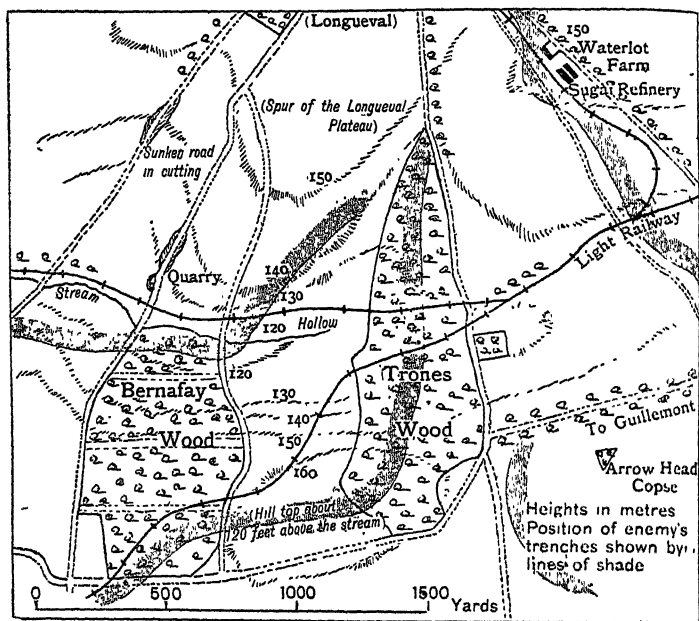 (Longueval)
150
Waterlot
Farm
Sugar Refinery
(Spur of the Longueval
Plateau)
Sunken road
in cutting
150
Light Railway
Quarry
140
130
Stream
120
Hollow
120
Trones
Bernafay
130
140
Wood
Wood
150
To Guillemont
160
Arrow Head
Copse
(Hill top about
120 feet above the stream)
Heights in metres
Position of enemy's
trenches shown by
lines of shade
0
500
1000
1500
Yards